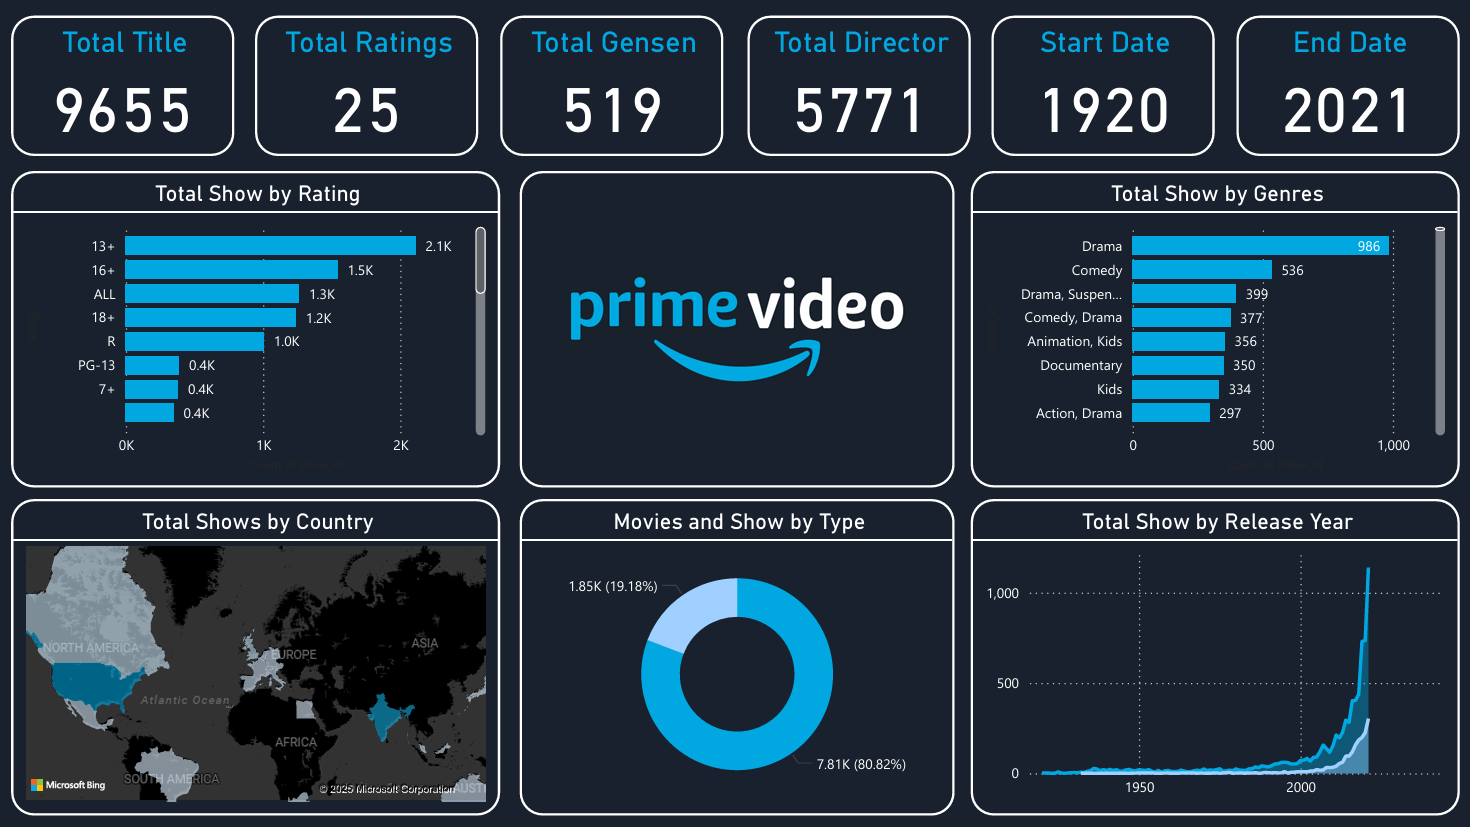 Total Title
9655
Total Ratings
25
Total Gensen
519
Total Director
5771
Start Date
1920
End Date
2021
Total Show by Rating
13+ 2.1K
16+ 1.5K
ALL 1.3K
18+ 1.2K
R 1.0K
PG-13 0.4K
7+ 0.4K
0.4K
0K 1K 2K
prime video
Total Show by Genres
Drama 986
Comedy 536
Drama, Suspen... 399
Comedy, Drama 377
Animation, Kids 356
Documentary 350
Kids 334
Action, Drama 297
0 500 1,000
Total Shows by Country
NORTH AMERICA
EUROPE
ASIA
Atlantic Ocean
AFRICA
SOUTH AMERICA
AUST
Microsoft Bing
© 2025 Microsoft Corporation
Movies and Show by Type
1.85K (19.18%)
7.81K (80.82%)
Total Show by Release Year
1,000
500
0
1950 2000